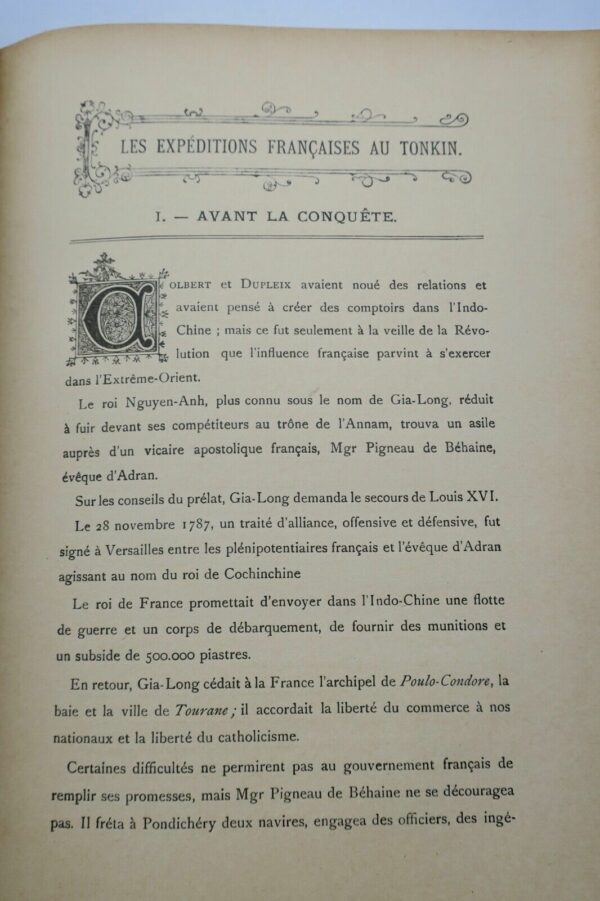 LES EXPÉDITIONS FRANÇAISES AU TONKIN.
I. — AVANT LA CONQUÊTE.
COLBERT et DUPLEIX avaient noué des relations et
avaient pensé à créer des comptoirs dans l'Indo-
Chine ; mais ce fut seulement à la veille de la Révo-
lution que l'influence française parvint à s'exercer
dans l'Extrême-Orient.
Le roi Nguyen-Anh, plus connu sous le nom de Gia-Long, réduit
à fuir devant ses compétiteurs au trône de l'Annam, trouva un asile
auprès d'un vicaire apostolique français, Mgr Pigneau de Béhaine,
évêque d'Adran.
Sur les conseils du prélat, Gia-Long demanda le secours de Louis XVI.
Le 28 novembre 1787, un traité d'alliance, offensive et défensive, fut
signé à Versailles entre les plénipotentiaires français et l'évêque d'Adran
agissant au nom du roi de Cochinchine
Le roi de France promettait d'envoyer dans l'Indo-Chine une flotte
de guerre et un corps de débarquement, de fournir des munitions et
un subside de 500.000 piastres.
En retour, Gia-Long cédait à la France l'archipel de Poulo-Condore, la
baie et la ville de Tourane ; il accordait la liberté du commerce à nos
nationaux et la liberté du catholicisme.
Certaines difficultés ne permirent pas au gouvernement français de
remplir ses promesses, mais Mgr Pigneau de Béhaine ne se découragea
pas. Il fréta à Pondichéry deux navires, engagea des officiers, des ingé-